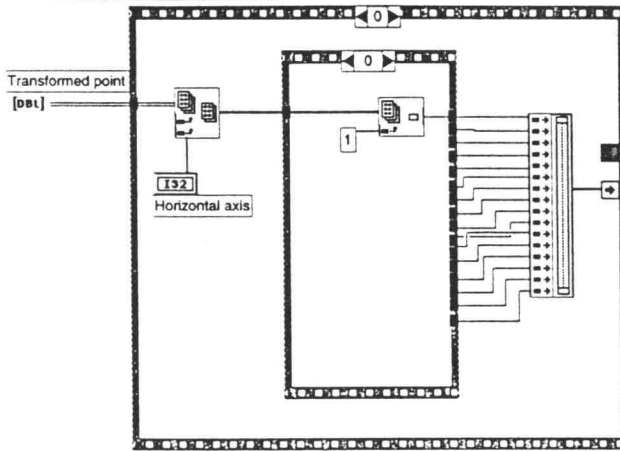 0
0
Transformed point
[DBL]
1
I32
Horizontal axis